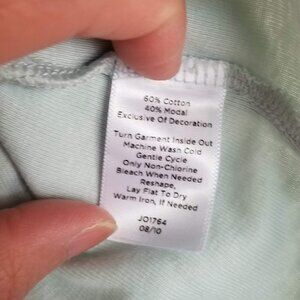 60% Cotton
40% Modal
Exclusive Of Decoration
Turn Garment Inside Out
Machine Wash Cold
Gentle Cycle
Only Non-Chlorine
Bleach When Needed
Reshape,
Lay Flat To Dry
Warm Iron, If Needed
JO1764
08/10